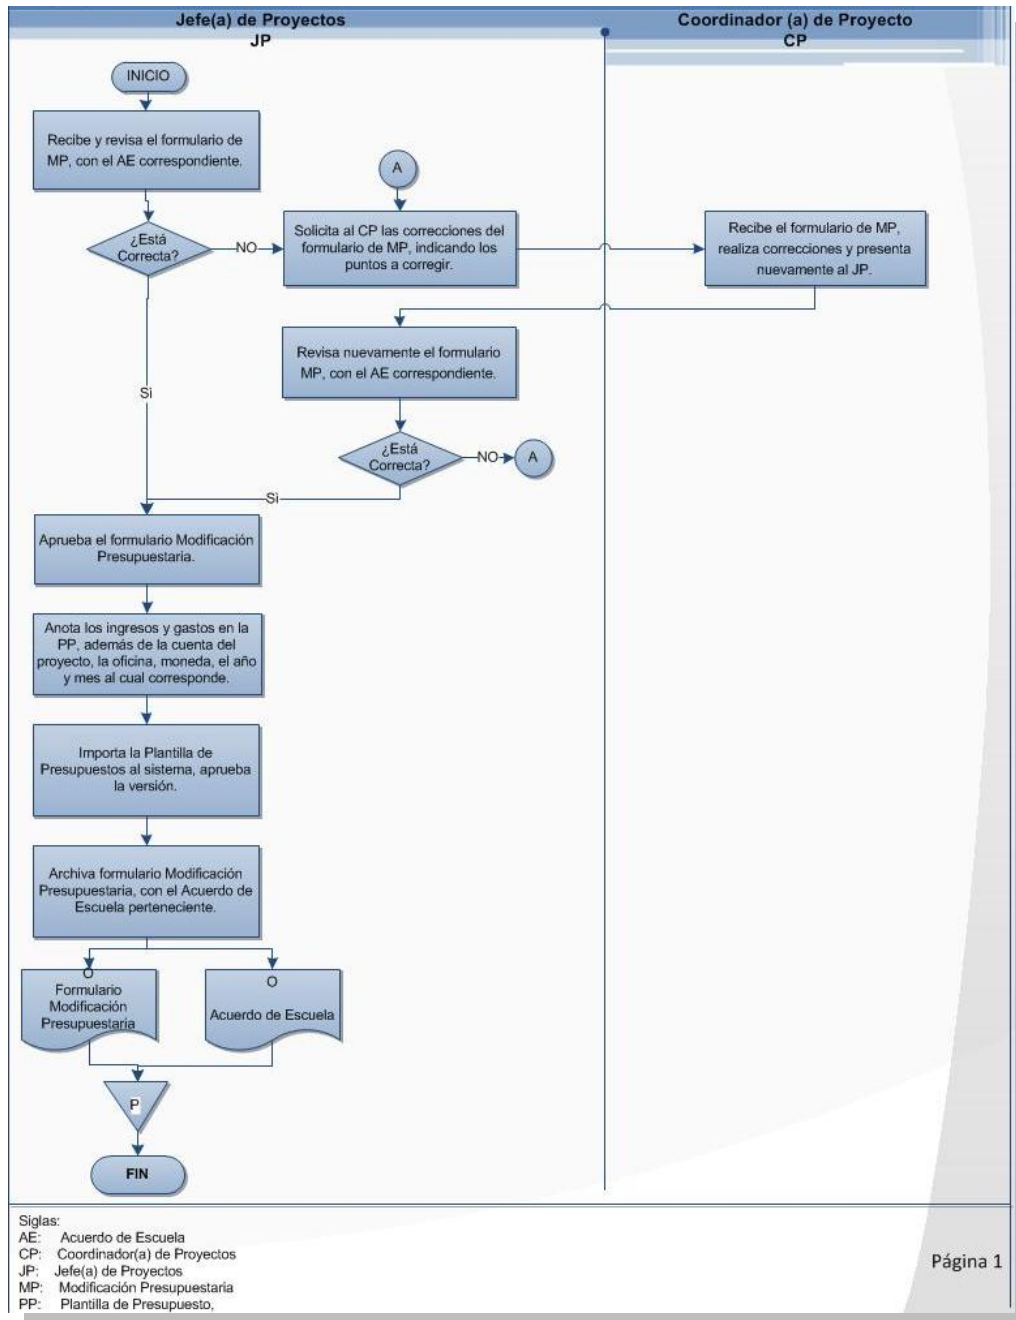 Jefe(a) de Proyectos
JP
Coordinador (a) de Proyecto
CP
INICIO
Recibe y revisa el formulario de
MP, con el AE correspondiente.
A
¿Está
Correcta?
NO
Solicita al CP las correcciones del
formulario de MP, indicando los
puntos a corregir.
Recibe el formulario de MP,
realiza correcciones y presenta
nuevamente al JP.
Revisa nuevamente el formulario
MP, con el AE correspondiente.
Sì
¿Está
Correcta?
NO
A
Sì
Aprueba el formulario Modificación
Presupuestaria.
Anota los ingresos y gastos en la
PP, además de la cuenta del
proyecto, la oficina, moneda, el año
y mes al cual corresponde.
Importa la Plantilla de
Presupuestos al sistema, aprueba
la versión.
Archiva formulario Modificación
Presupuestaria, con el Acuerdo de
Escuela perteneciente.
O
Formulario
Modificación
Presupuestaria
O
Acuerdo de Escuela
P
FIN
Siglas:
AE: Acuerdo de Escuela
CP: Coordinador(a) de Proyectos
JP: Jefe(a) de Proyectos
MP: Modificación Presupuestaria
PP: Plantilla de Presupuesto,
Página 1